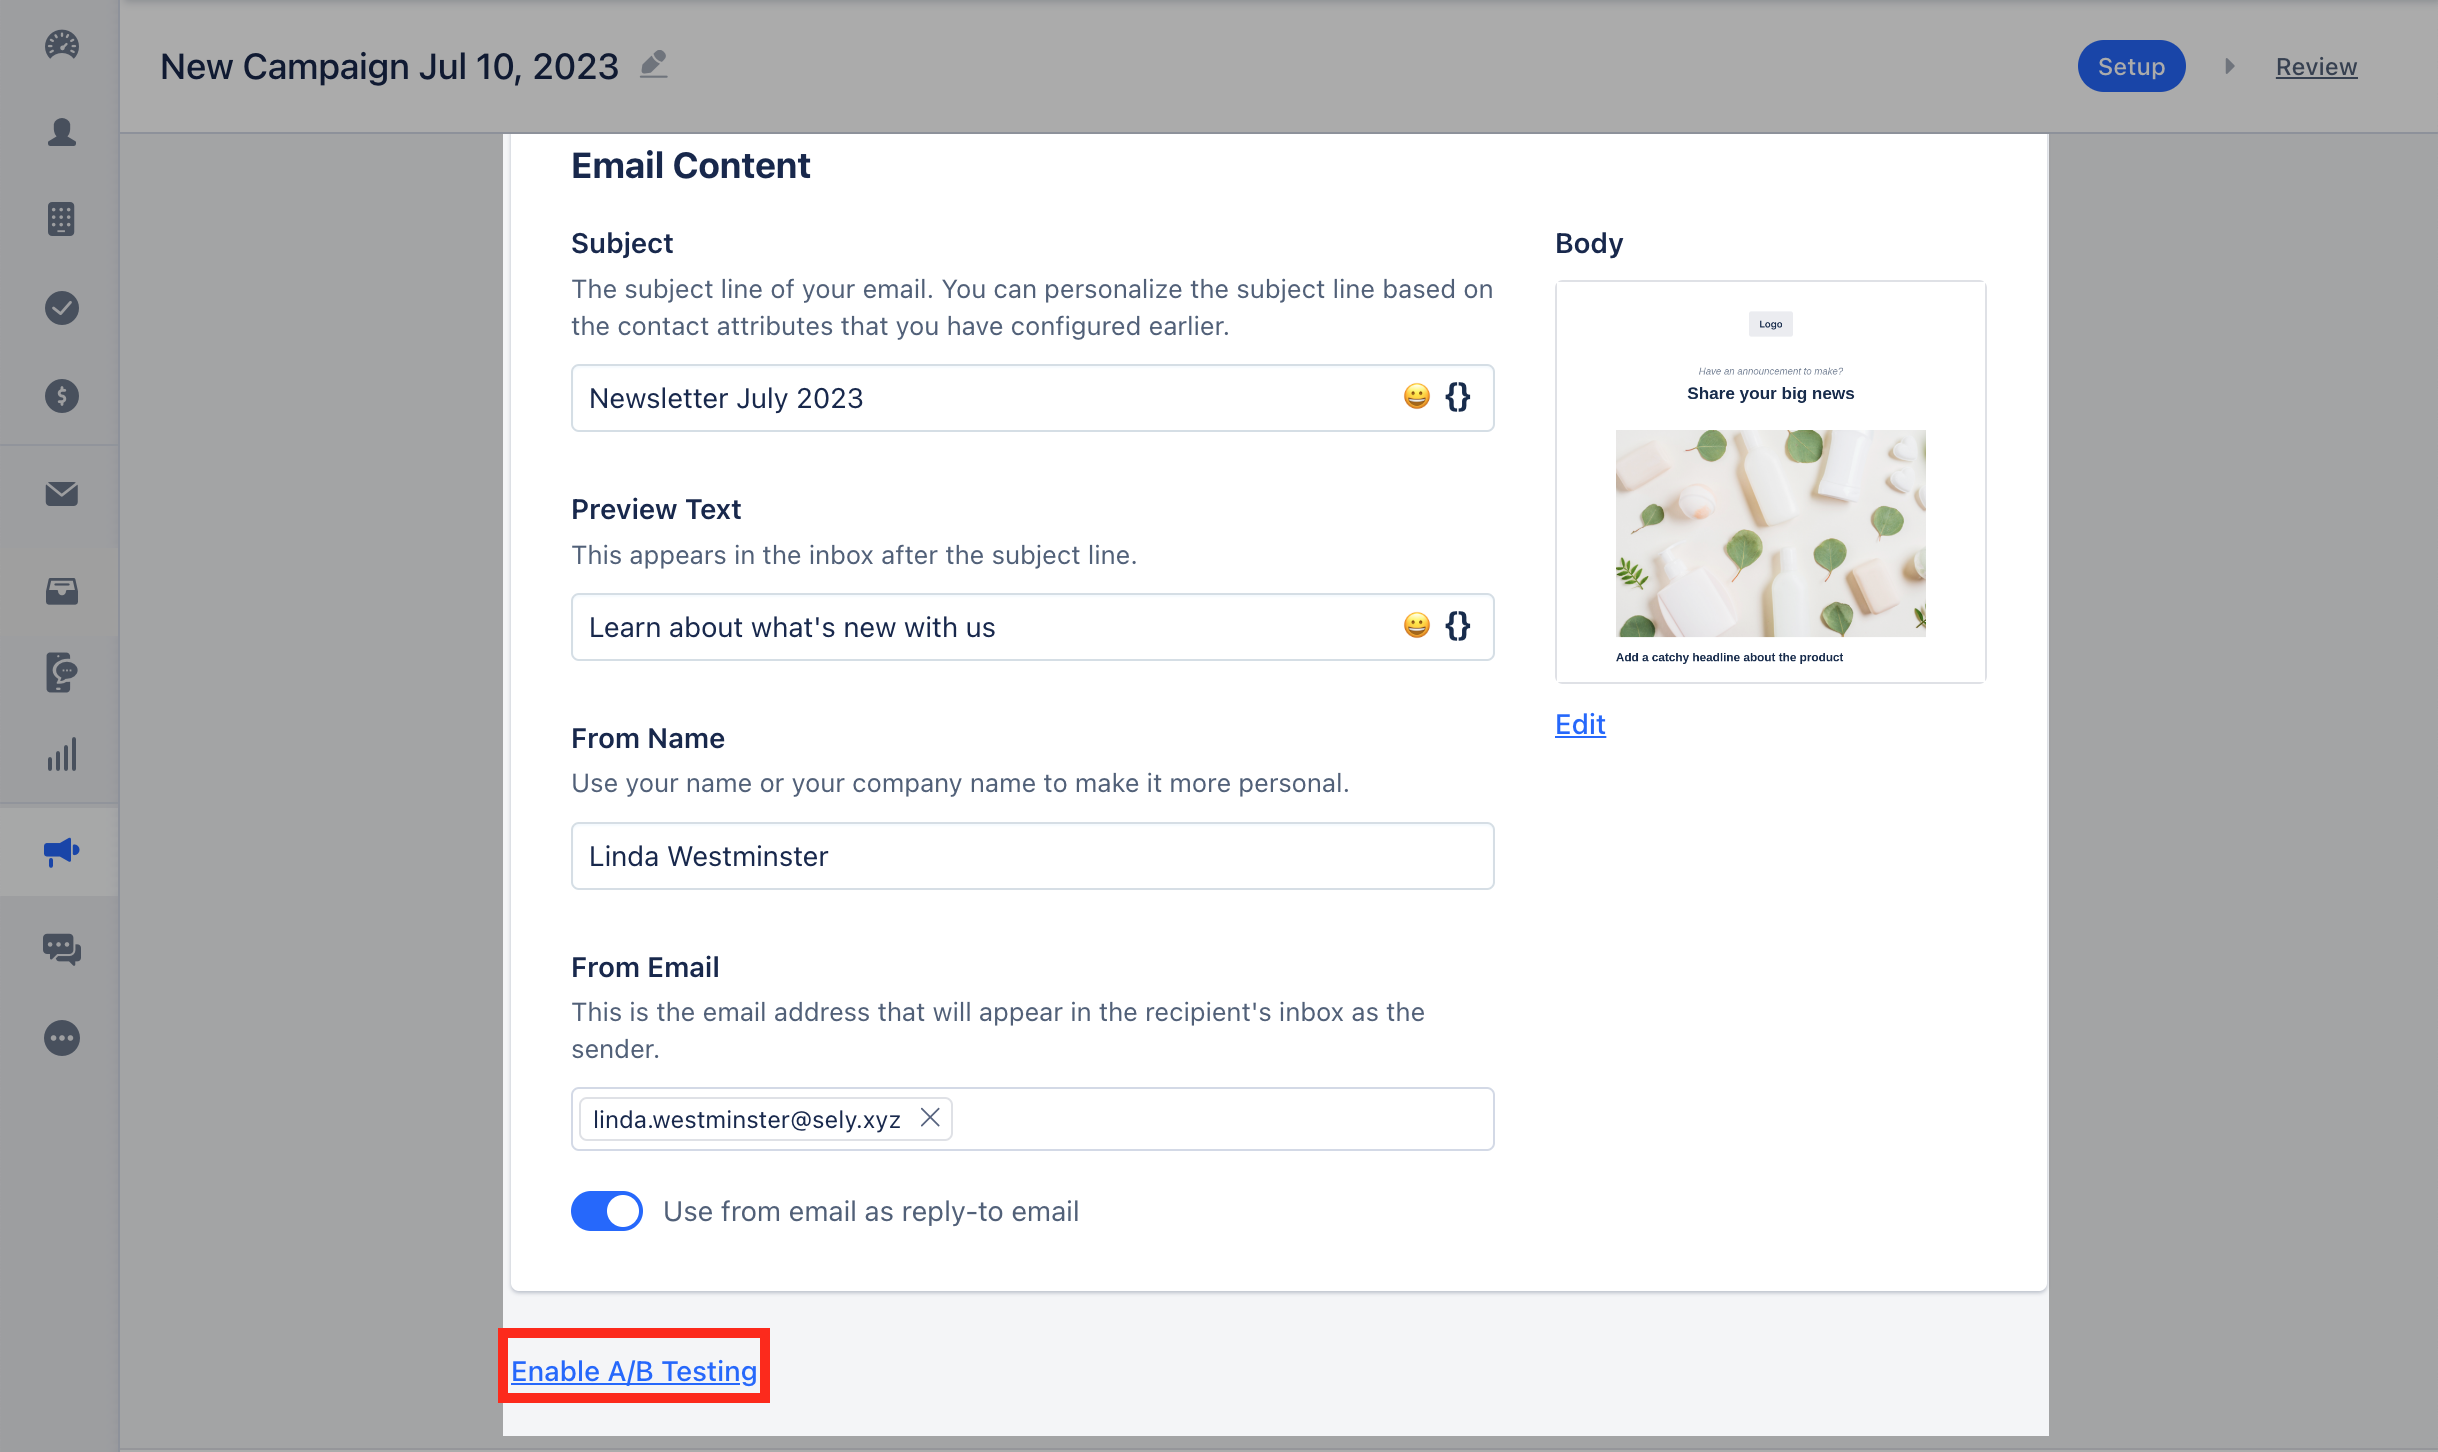 New Campaign Jul 10, 2023
Setup
Review
Email Content
Subject
The subject line of your email. You can personalize the subject line based on
the contact attributes that you have configured earlier.
Newsletter July 2023
{}
Preview Text
This appears in the inbox after the subject line.
Learn about what's new with us
{}
From Name
Use your name or your company name to make it more personal.
Linda Westminster
From Email
This is the email address that will appear in the recipient's inbox as the
sender.
linda.westminster@sely.xyz
Use from email as reply-to email
Body
Logo
Have an announcement to make?
Share your big news
Add a catchy headline about the product
Edit
Enable A/B Testing